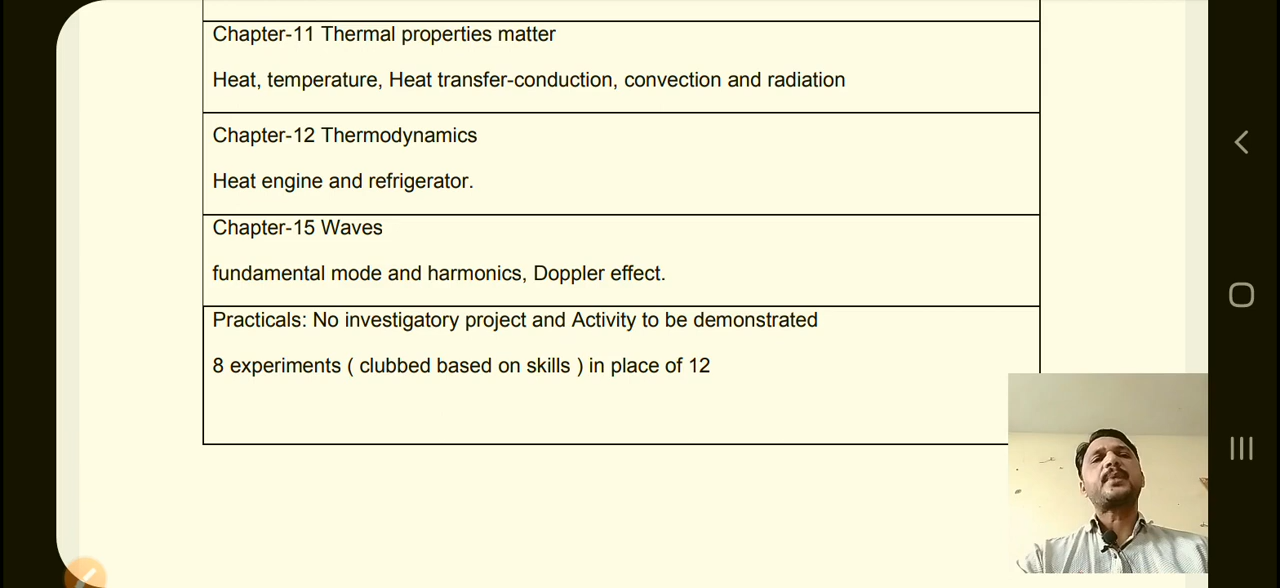 Chapter-11 Thermal properties matter
Heat, temperature, Heat transfer-conduction, convection and radiation
Chapter-12 Thermodynamics
Heat engine and refrigerator.
Chapter-15 Waves
fundamental mode and harmonics, Doppler effect.
Practicals: No investigatory project and Activity to be demonstrated
8 experiments ( clubbed based on skills ) in place of 12